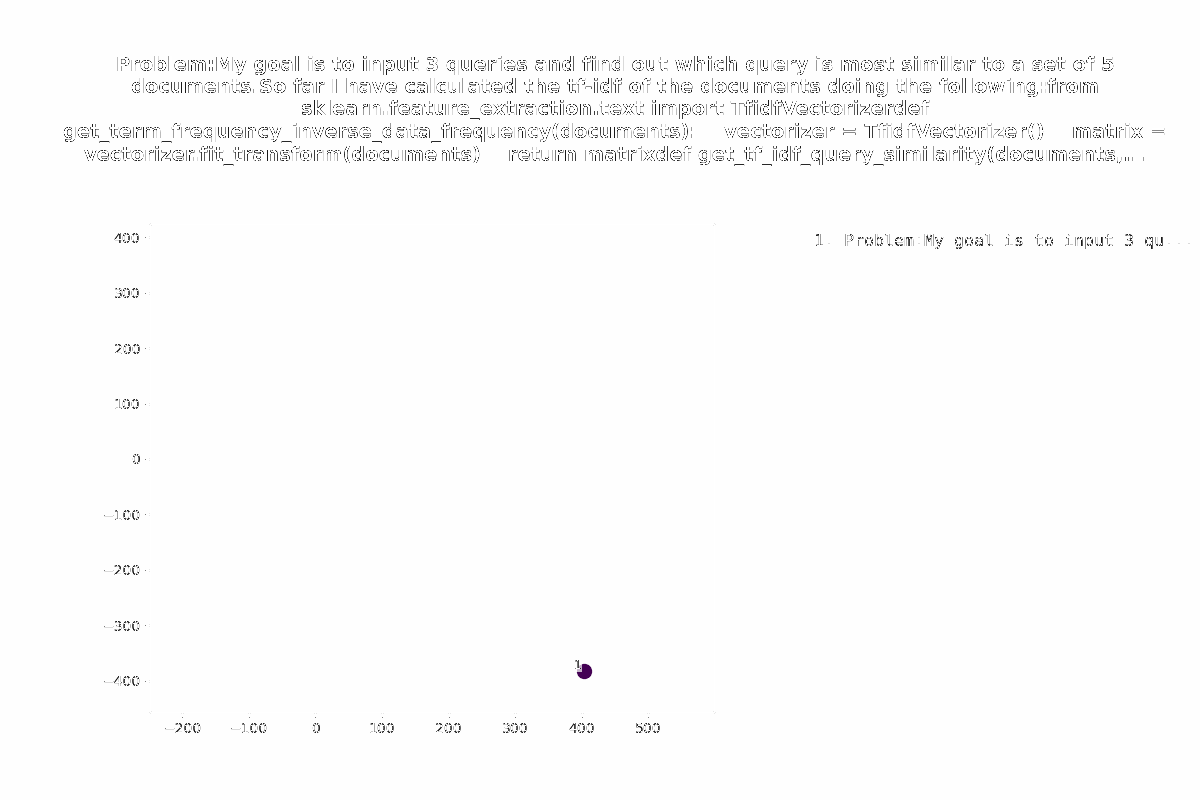 Problem:My goal is to input 3 queries and find out which query is most similar to a set of 5
documents.So far I have calculated the tf-idf of the documents doing the following:from
sklearn.feature_extraction.text import TfidfVectorizerdef
get_term_frequency_inverse_data_frequency(documents):    vectorizer = TfidfVectorizer()    matrix =
vectorizer.fit_transform(documents)    return matrixdef get_tf_idf_query_similarity(documents,...
400
300
200
100
0
−100
−200
−300
−400
−200 −100 0 100 200 300 400 500
1
1. Problem:My goal is to input 3 qu...